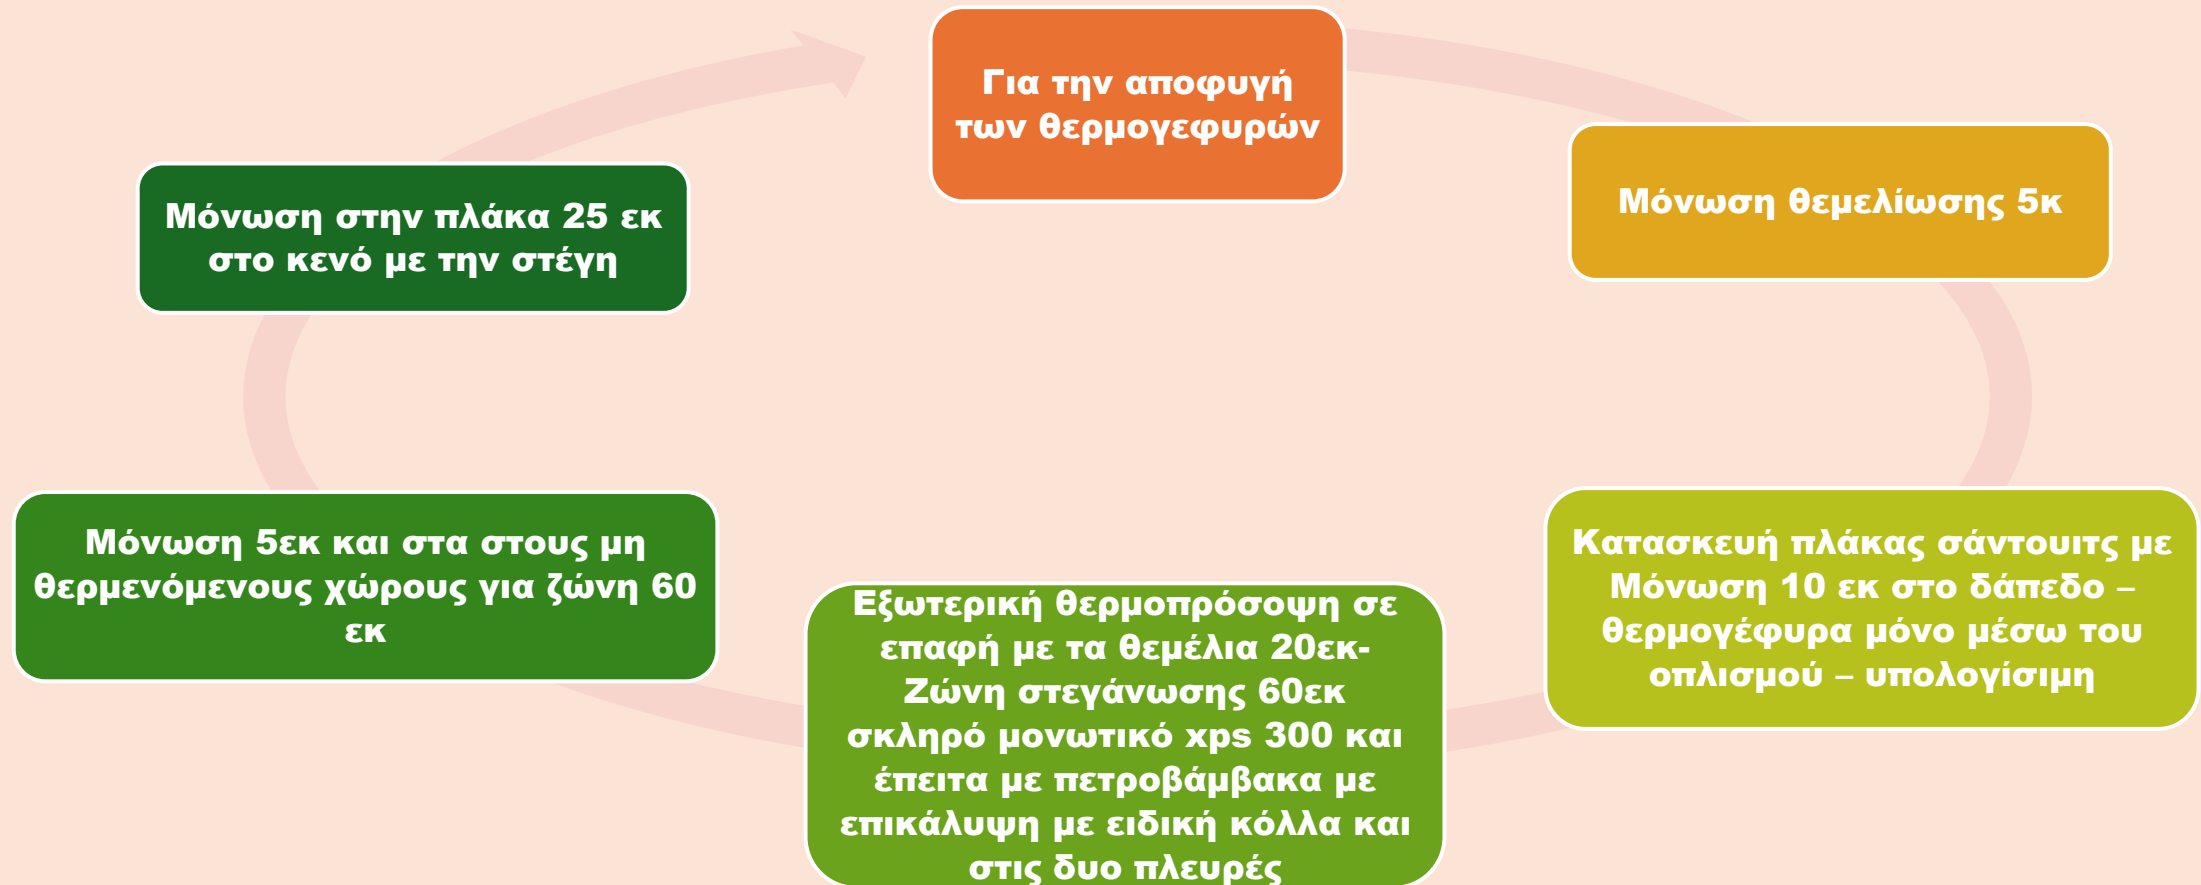 Για την αποφυγή
των θερμογεφυρών
Μόνωση θεμελίωσης 5κ
Κατασκευή πλάκας σάντουιτς με
Μόνωση 10 εκ στο δάπεδο –
θερμογέφυρα μόνο μέσω του
οπλισμού – υπολογίσιμη
Εξωτερική θερμοπρόσοψη σε
επαφή με τα θεμέλια 20εκ-
Ζώνη στεγάνωσης 60εκ
σκληρό μονωτικό xps 300 και
έπειτα με πετροβάμβακα με
επικάλυψη με ειδική κόλλα και
στις δυο πλευρές
Μόνωση 5εκ και στα στους μη
θερμενόμενους χώρους για ζώνη 60
εκ
Μόνωση στην πλάκα 25 εκ
στο κενό με την στέγη